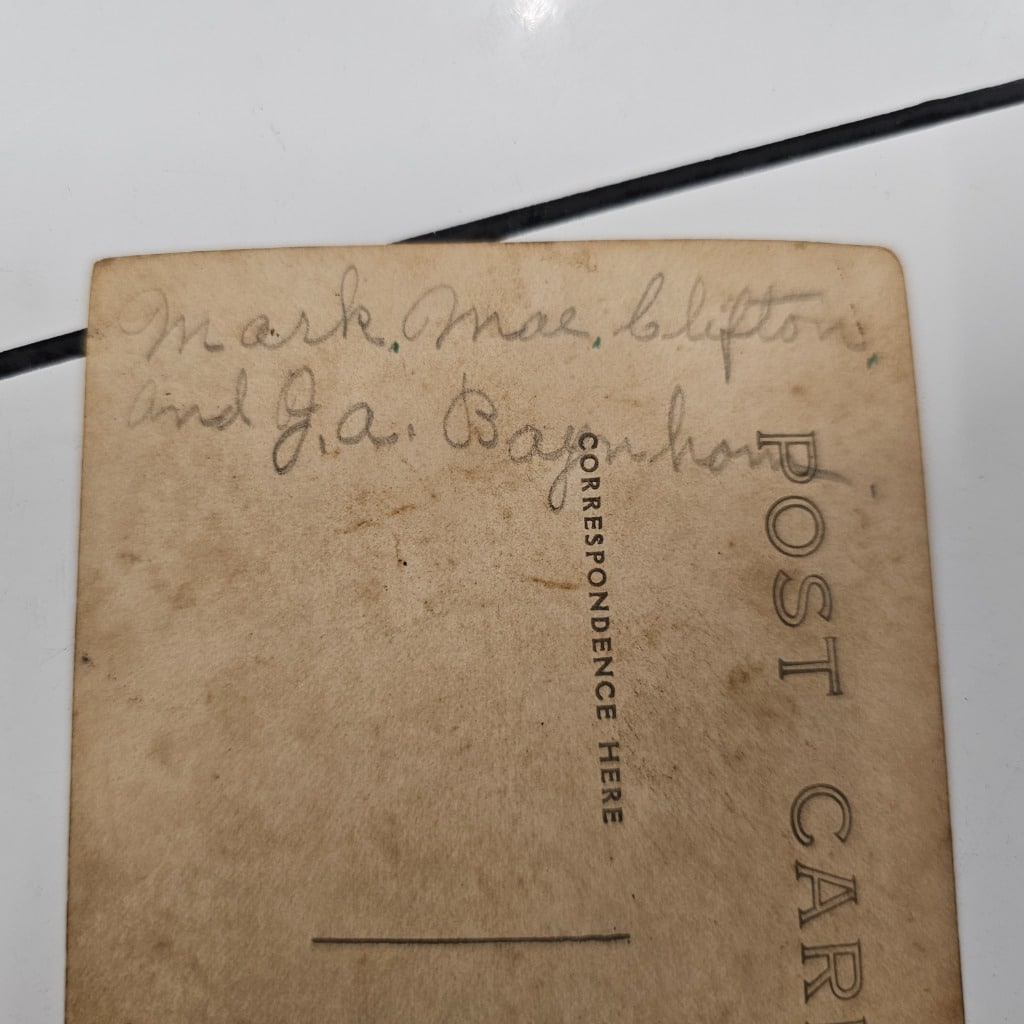 Mark, Mae, Clifton,
and J. a. Baynham.
CORRESPONDENCE HERE
POST CAR